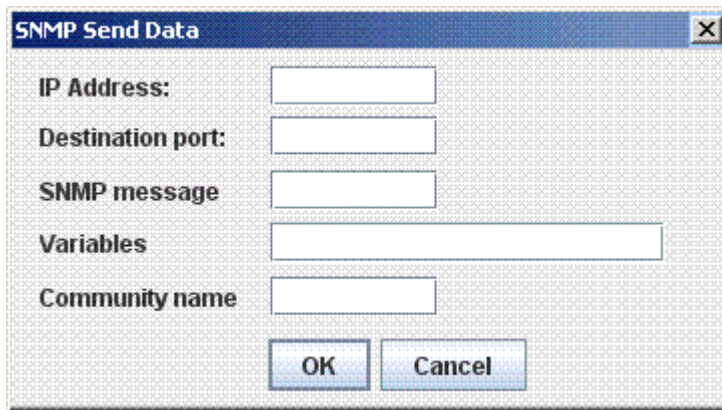 SNMP Send Data
IP Address:
Destination port:
SNMP message
Variables
Community name
OK Cancel